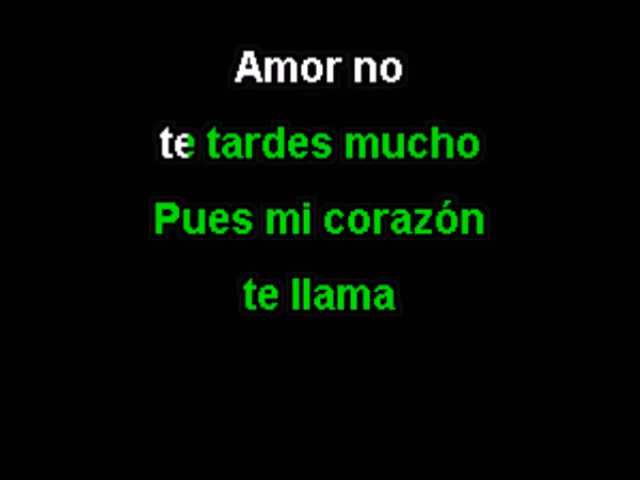 Amor no
te tardes mucho
Pues mi corazón
te llama